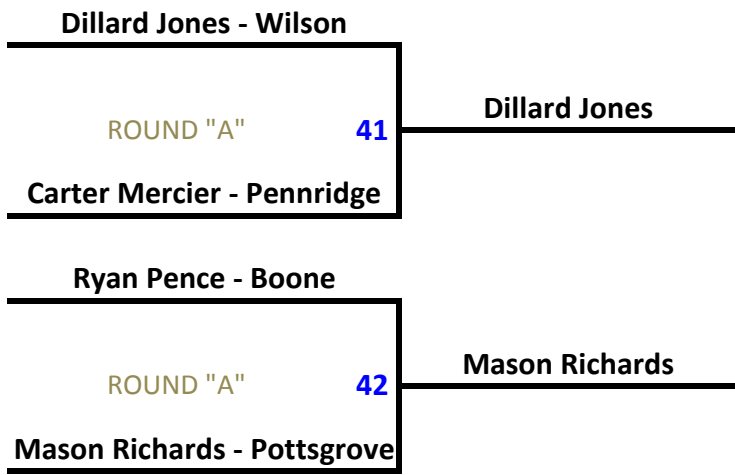 Dillard Jones - Wilson
Dillard Jones
ROUND "A" 41
Carter Mercier - Pennridge
Ryan Pence - Boone
Mason Richards
ROUND "A" 42
Mason Richards - Pottsgrove